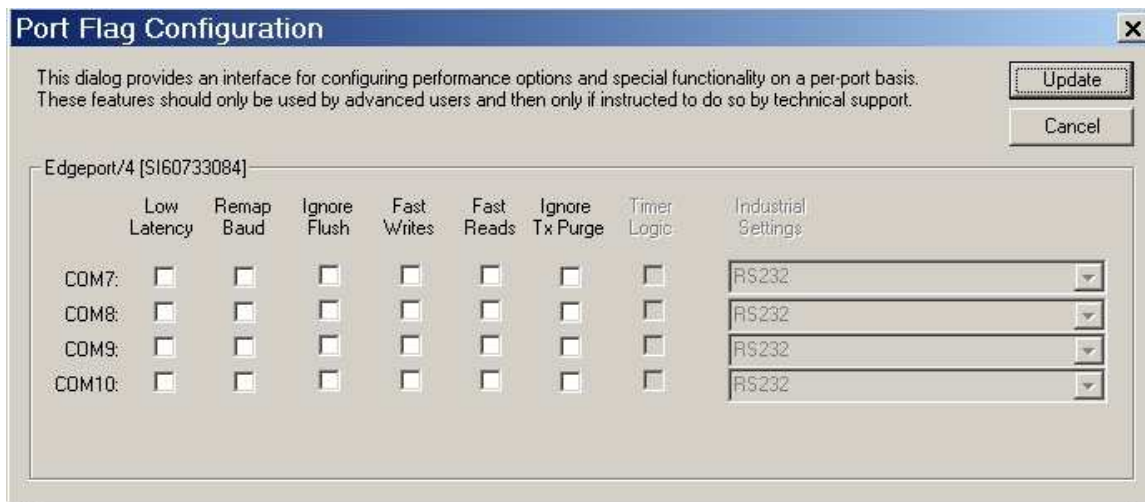 Port Flag Configuration
This dialog provides an interface for configuring performance options and special functionality on a per-port basis.
These features should only be used by advanced users and then only if instructed to do so by technical support.
Update
Cancel
Edgeport/4 [SI60733084]
Low Latency
Remap Baud
Ignore Flush
Fast Writes
Fast Reads
Ignore Tx Purge
Timer Logic
Industrial Settings
COM7: RS232
COM8: RS232
COM9: RS232
COM10: RS232